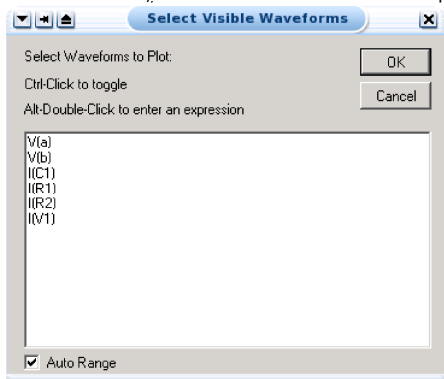 Select Visible Waveforms
Select Waveforms to Plot:
OK
Ctrl-Click to toggle
Cancel
Alt-Double-Click to enter an expression
V(a)
V(b)
I(C1)
I(R1)
I(R2)
I(V1)
Auto Range